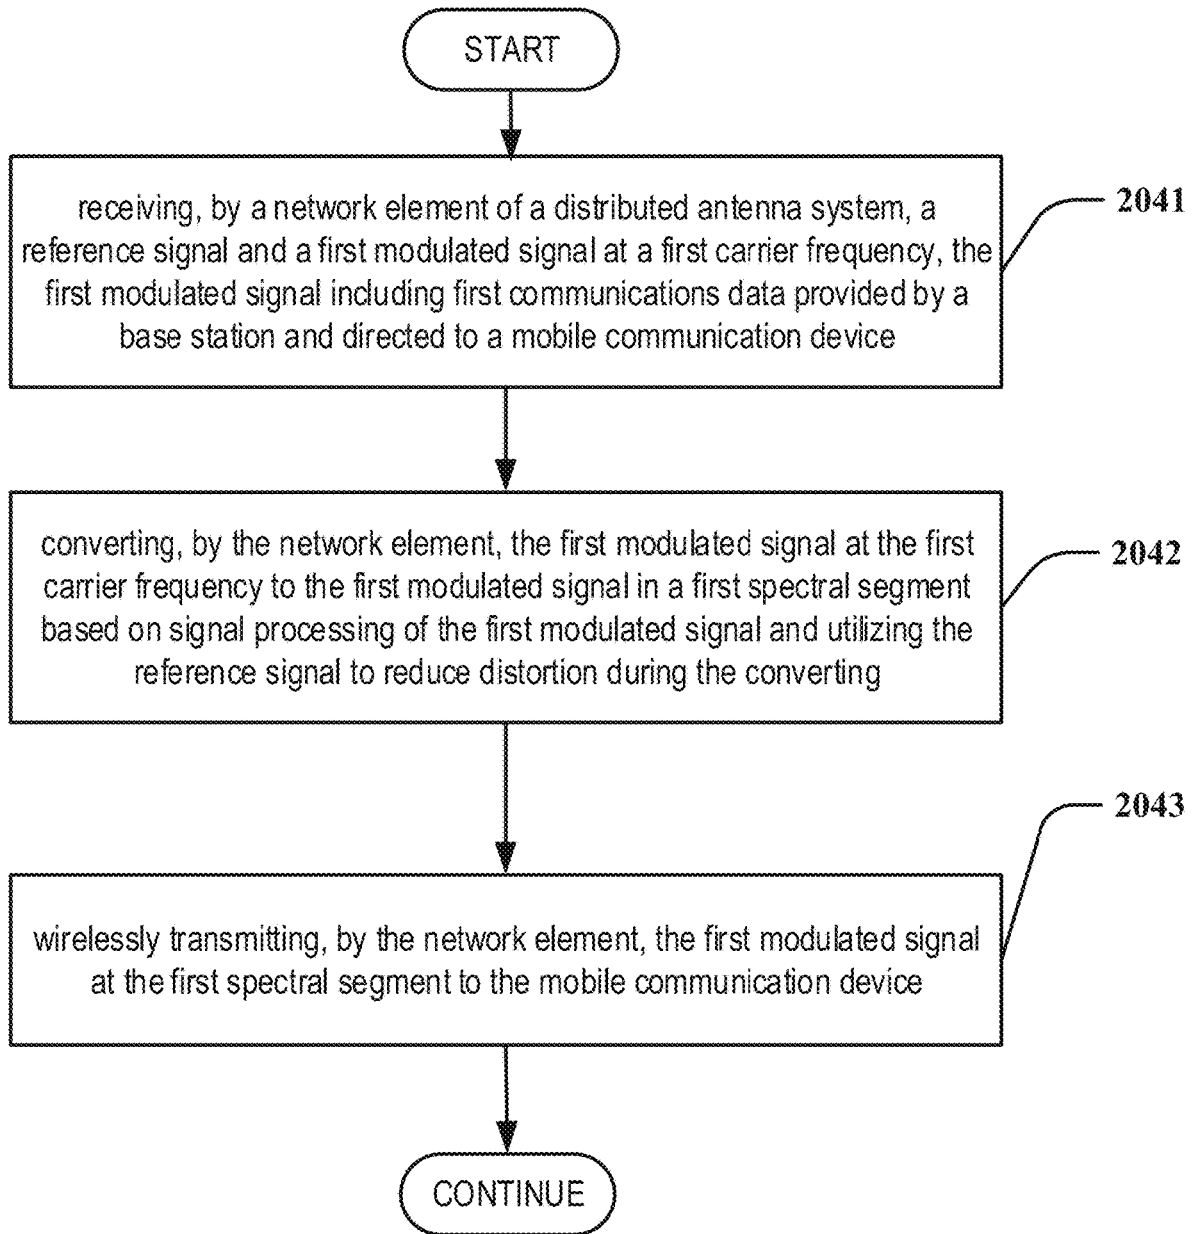 START
receiving, by a network element of a distributed antenna system, a
reference signal and a first modulated signal at a first carrier frequency, the
first modulated signal including first communications data provided by a
base station and directed to a mobile communication device
2041
converting, by the network element, the first modulated signal at the first
carrier frequency to the first modulated signal in a first spectral segment
based on signal processing of the first modulated signal and utilizing the
reference signal to reduce distortion during the converting
2042
wirelessly transmitting, by the network element, the first modulated signal
at the first spectral segment to the mobile communication device
2043
CONTINUE